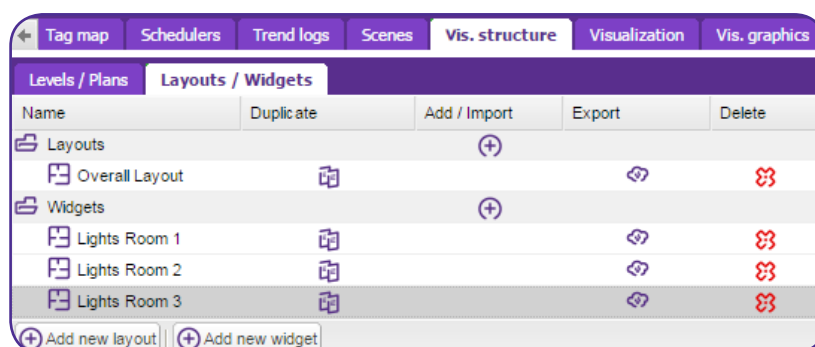 Tag map Schedulers Trend logs Scenes Vis. structure Visualization Vis. graphics
Levels / Plans Layouts / Widgets
Name Duplicate Add / Import Export Delete
Layouts
Overall Layout
Widgets
Lights Room 1
Lights Room 2
Lights Room 3
Add new layout Add new widget